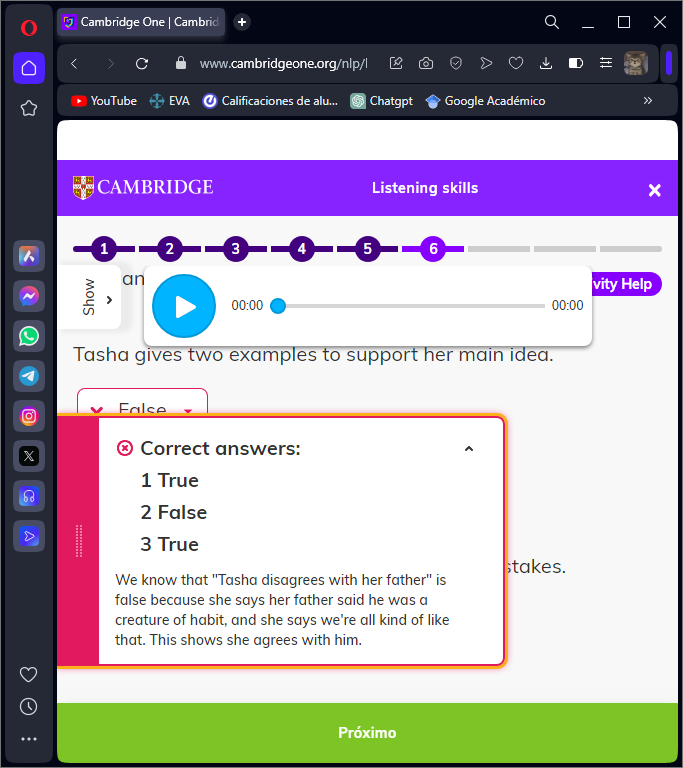 Cambridge One | Cambrid
www.cambridgeone.org/nlp/l
YouTube
EVA
Calificaciones de alu...
Chatgpt
Google Académico
CAMBRIDGE
Listening skills
1 2 3 4 5 6
Show
00:00
00:00
vity Help
Tasha gives two examples to support her main idea.
False
Correct answers:
1 True
2 False
3 True
stakes.
We know that "Tasha disagrees with her father" is
false because she says her father said he was a
creature of habit, and she says we're all kind of like
that. This shows she agrees with him.
Próximo